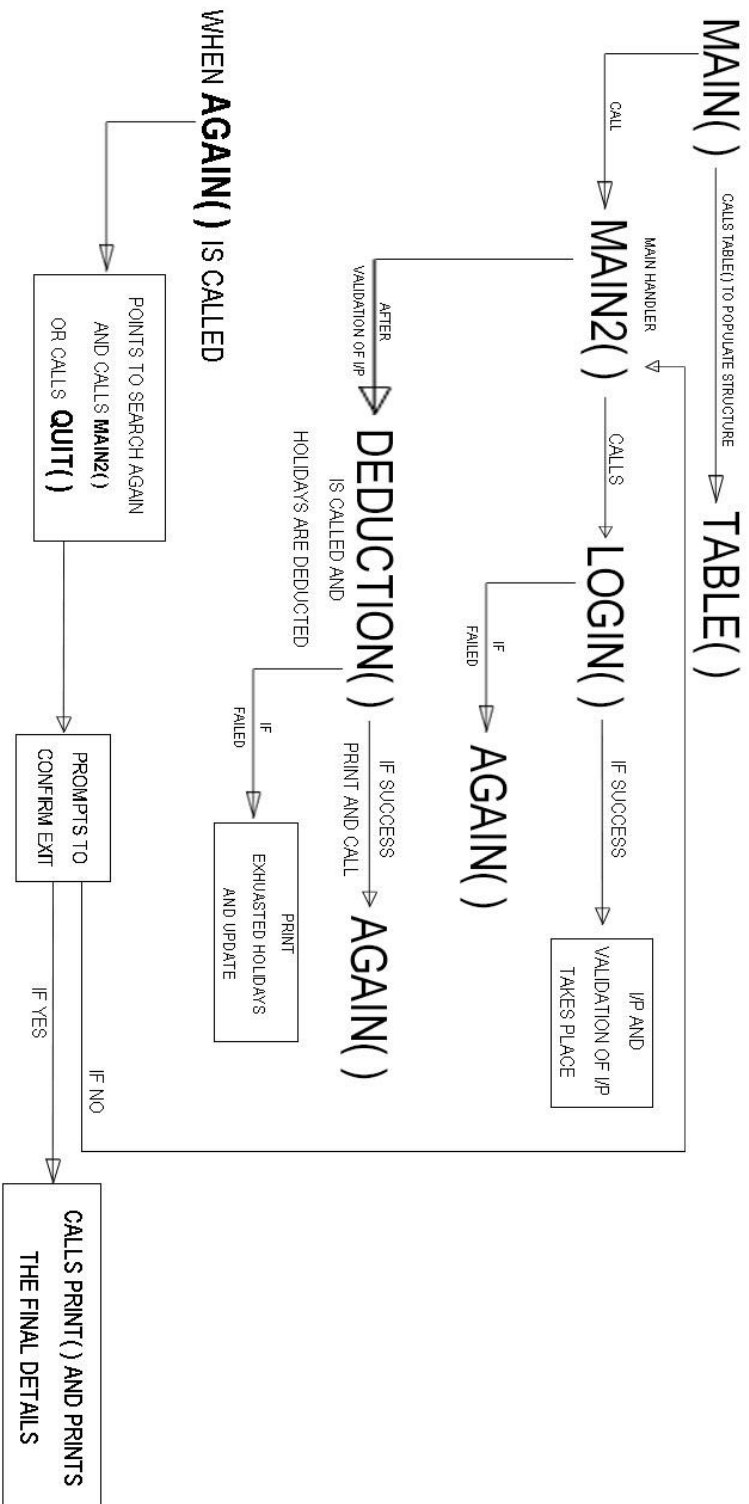 MAIN( )
CALLS TABLE() TO POPULATE STRUCTURE
TABLE( )
CALL
MAIN HANDLER
MAIN2( )
CALLS
LOGIN( )
IF SUCCESS
I/P AND
VALIDATION OF I/P
TAKES PLACE
IF
FAILED
AGAIN( )
AFTER
VALIDATION OF I/P
DEDUCTION( )
IS CALLED AND
HOLIDAYS ARE DEDUCTED
IF SUCCESS
PRINT AND CALL
AGAIN( )
IF
FAILED
PRINT
EXHUASTED HOLIDAYS
AND UPDATE
WHEN AGAIN( ) IS CALLED
POINTS TO SEARCH AGAIN
AND CALLS MAIN2()
OR CALLS QUIT( )
PROMPTS TO
CONFIRM EXIT
IF NO
IF YES
CALLS PRINT( ) AND PRINTS
THE FINAL DETAILS